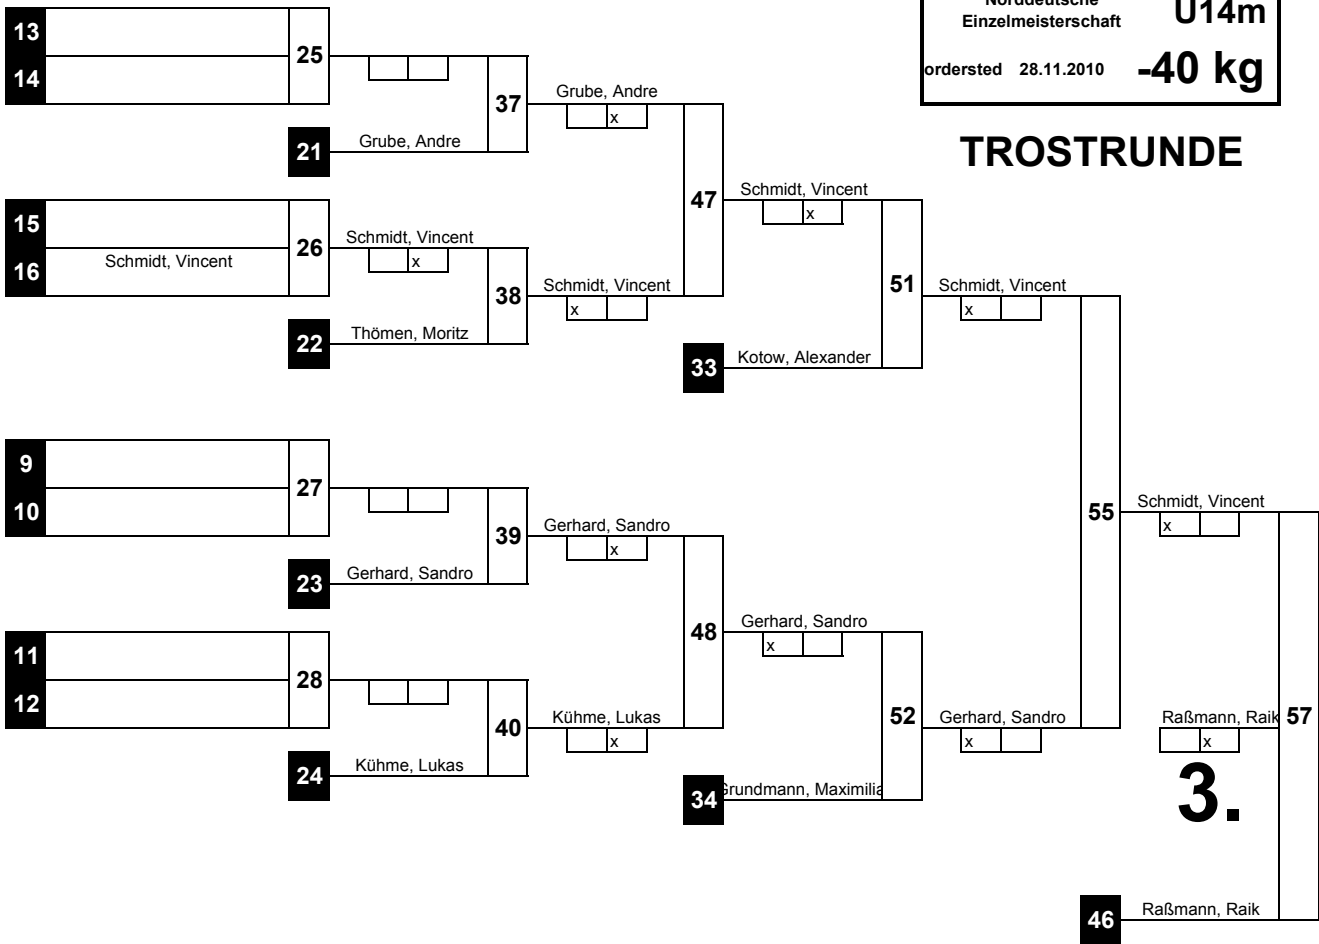 Norddeutsche
Einzelmeisterschaft
U14m
ordersted 28.11.2010
-40 kg
TROSTRUNDE
13
14
25
37
Grube, Andre
x
21
Grube, Andre
47
Schmidt, Vincent
x
15
16
Schmidt, Vincent
26
Schmidt, Vincent
x
38
Schmidt, Vincent
x
22
Thömen, Moritz
51
Schmidt, Vincent
x
33
Kotow, Alexander
9
10
27
39
Gerhard, Sandro
x
23
Gerhard, Sandro
55
Schmidt, Vincent
x
48
Gerhard, Sandro
x
11
12
28
40
Kühme, Lukas
x
24
Kühme, Lukas
52
Gerhard, Sandro
x
34
Grundmann, Maximilia
Raßmann, Raik
x
57
3.
46
Raßmann, Raik